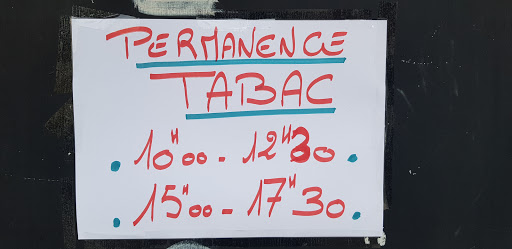 PERMANENCE
TABAC
. 10H00 - 12H30 .
. 15H00 - 17H30 .